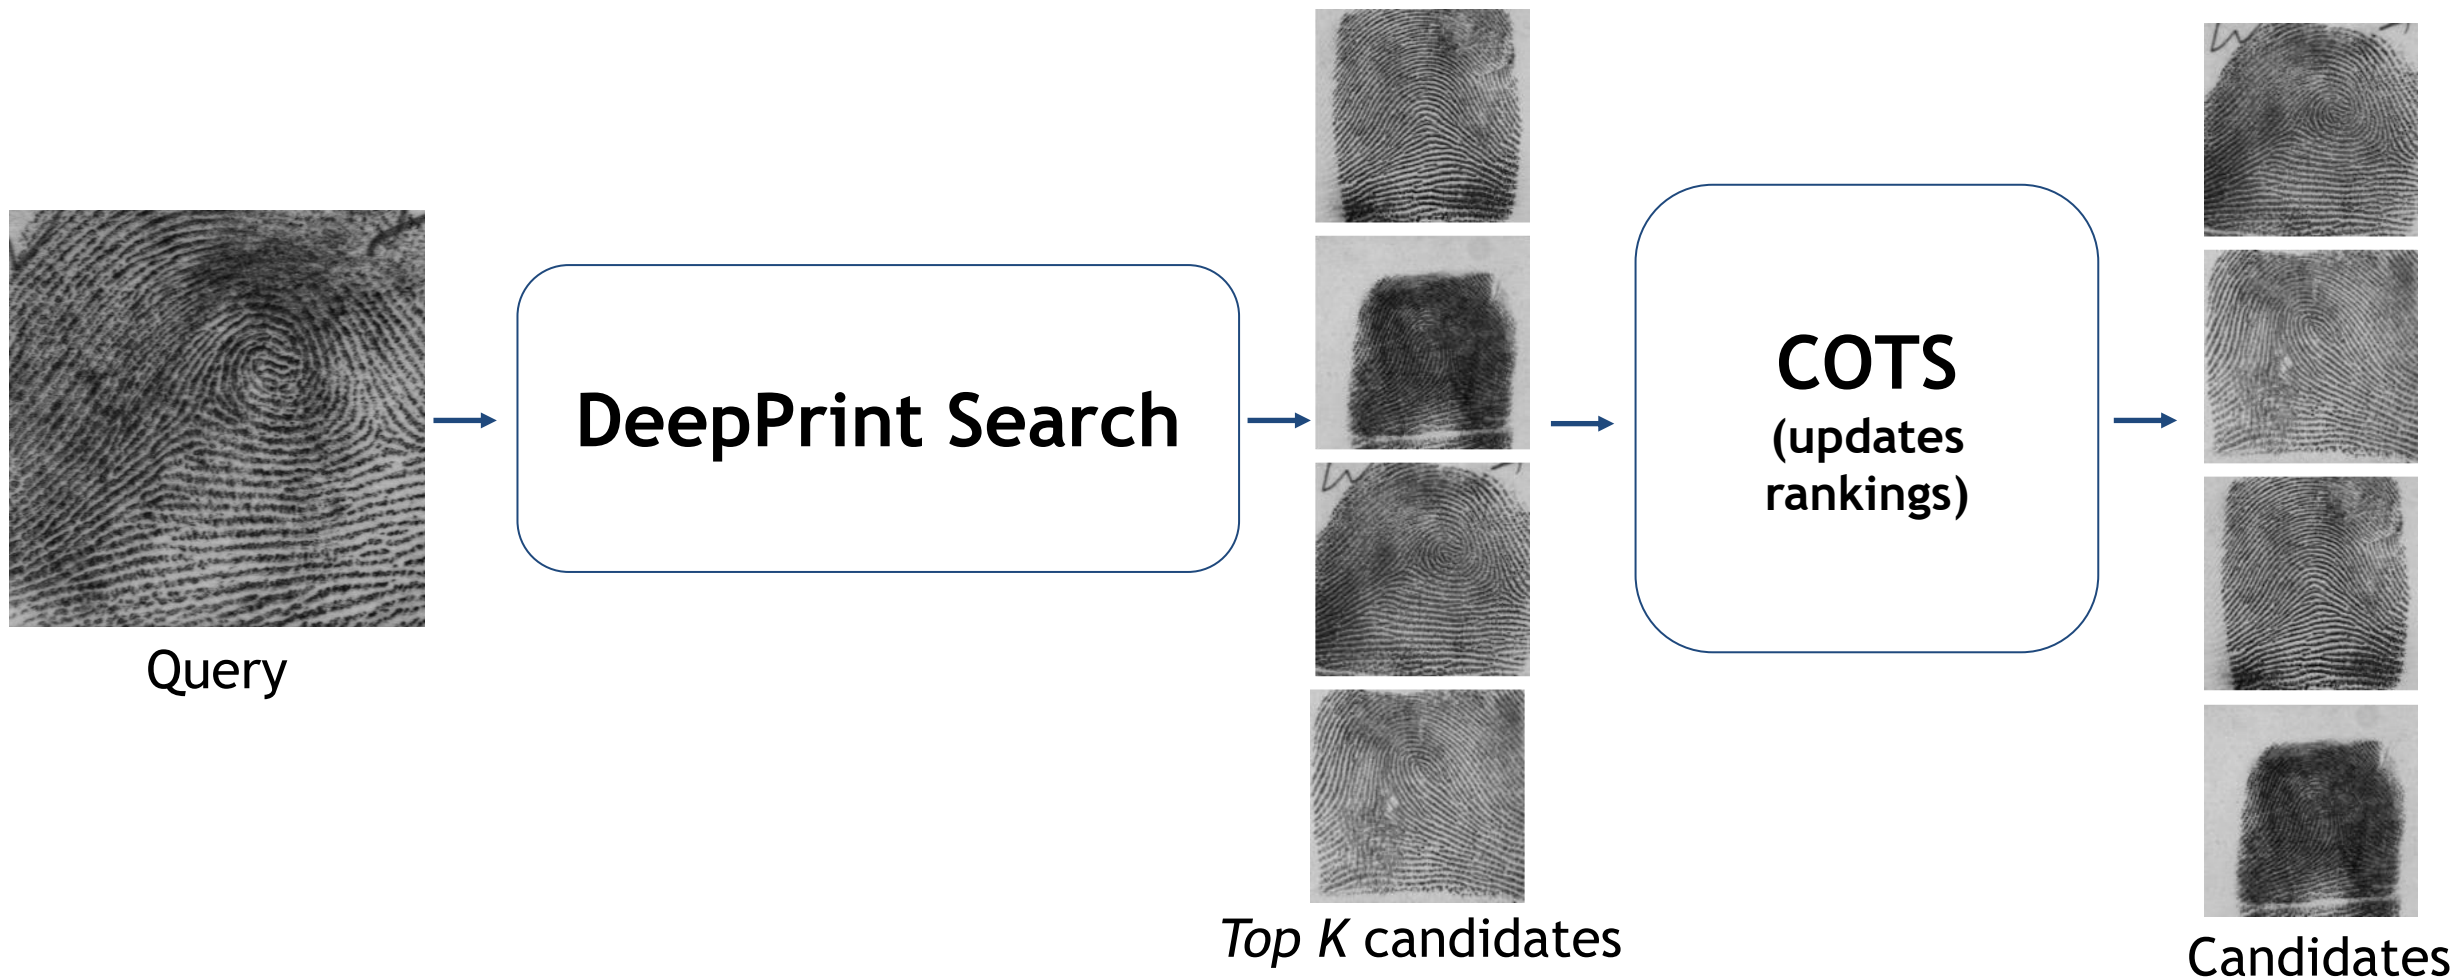 Query
DeepPrint Search
Top K candidates
COTS
(updates
rankings)
Candidates